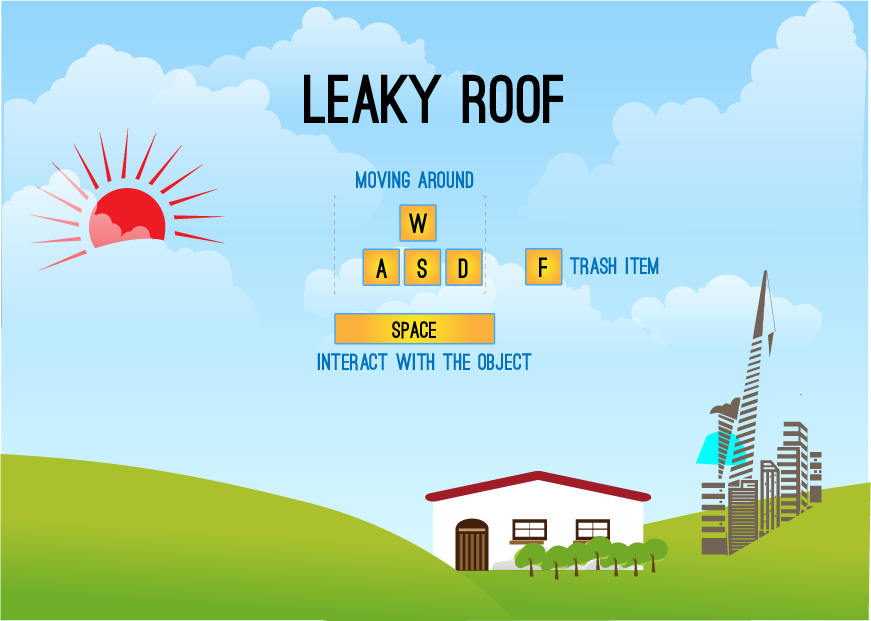 LEAKY ROOF
MOVING AROUND
W
A S D
F TRASH ITEM
SPACE
INTERACT WITH THE OBJECT